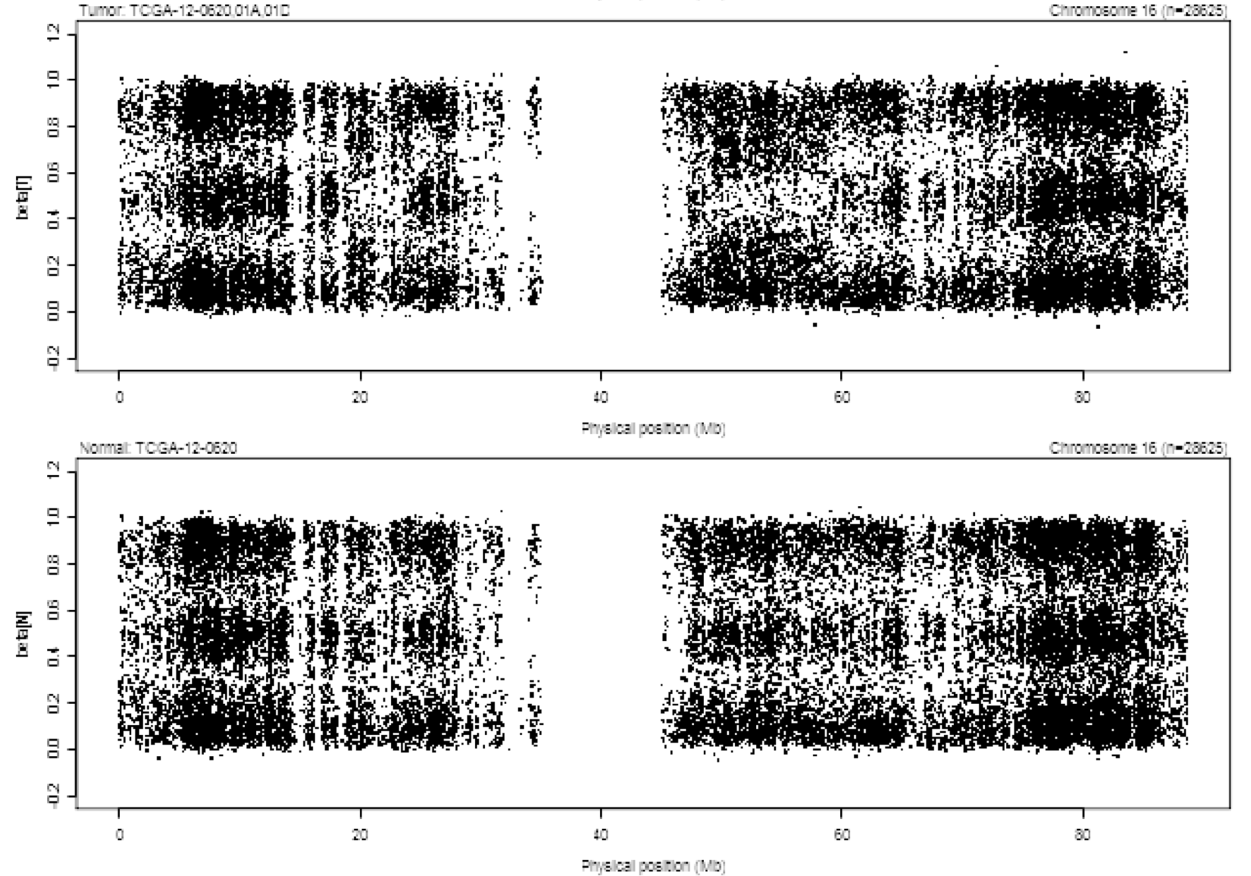 Tumor: TCGA-12-0620,01A,01D Chromosome 16 (n=28625)
beta[T]
1.2
1.0
0.8
0.6
0.4
0.2
0.0
-0.2
0 20 40 60 80
Physical position (Mb)
Normal: TCGA-12-0620 Chromosome 16 (n=28625)
beta[N]
1.2
1.0
0.8
0.6
0.4
0.2
0.0
-0.2
0 20 40 60 80
Physical position (Mb)